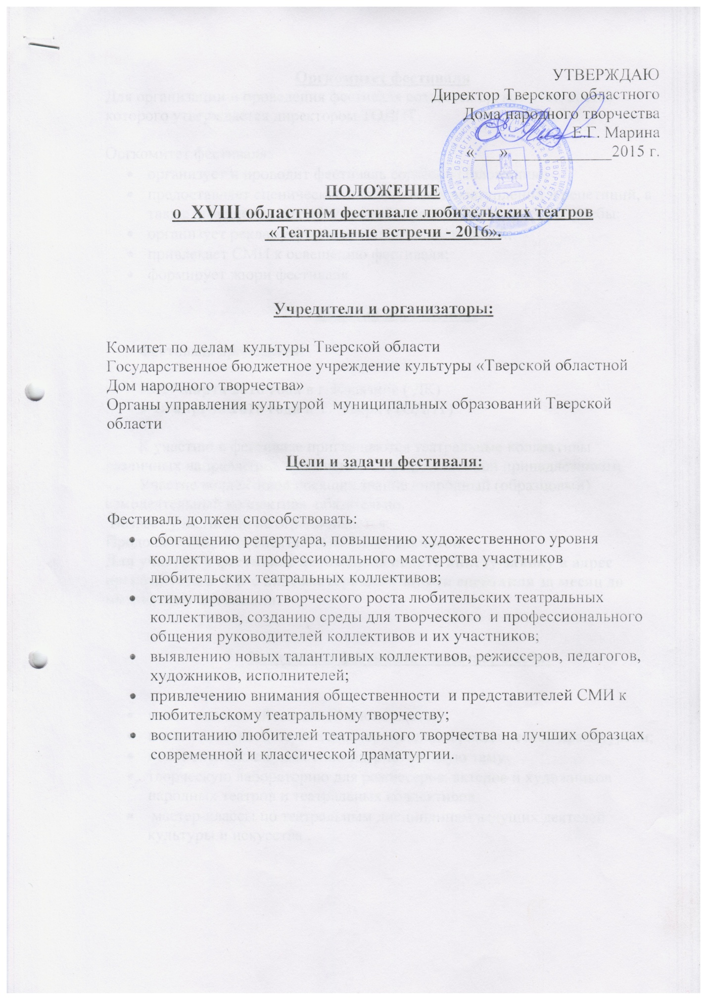 УТВЕРЖДАЮ
Директор Тверского областного
Дома народного творчества
Е.Г. Марина
«___»____________2015 г.
ПОЛОЖЕНИЕ
о XVIII областном фестивале любительских театров
«Театральные встречи - 2016».
Учредители и организаторы:
Комитет по делам культуры Тверской области
Государственное бюджетное учреждение культуры «Тверской областной
Дом народного творчества»
Органы управления культурой муниципальных образований Тверской
области
Цели и задачи фестиваля:
Фестиваль должен способствовать:
• обогащению репертуара, повышению художественного уровня
коллективов и профессионального мастерства участников
любительских театральных коллективов;
• стимулированию творческого роста любительских театральных
коллективов, созданию среды для творческого и профессионального
общения руководителей коллективов и их участников;
• выявлению новых талантливых коллективов, режиссеров, педагогов,
художников, исполнителей;
• привлечению внимания общественности и представителей СМИ к
любительскому театральному творчеству;
• воспитанию любителей театрального творчества на лучших образцах
современной и классической драматургии.